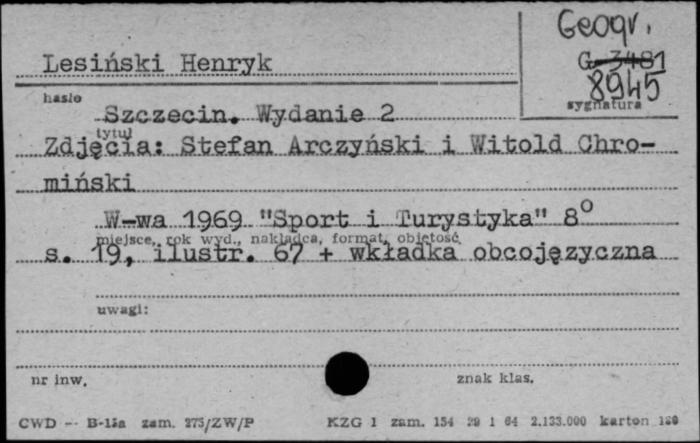 Geogr.
Lesiński Henryk
G-3481
8945
hasło
sygnatura
Szczecin. Wydanie 2
tytuł
Zdjęcia: Stefan Arczyński i Witold Chro-
miński
W-wa 1969 "Sport i Turystyka" 8°
miejsce, rok wyd., nakładca, format, objętość
s. 19, ilustr. 67 + wkładka obcojęzyczna
uwagi:
nr inw.
znak klas.
CWD -- B-15a zam. 275/ZW/P KZG 1 zam. 154 29 1 64 2.133.000 karton